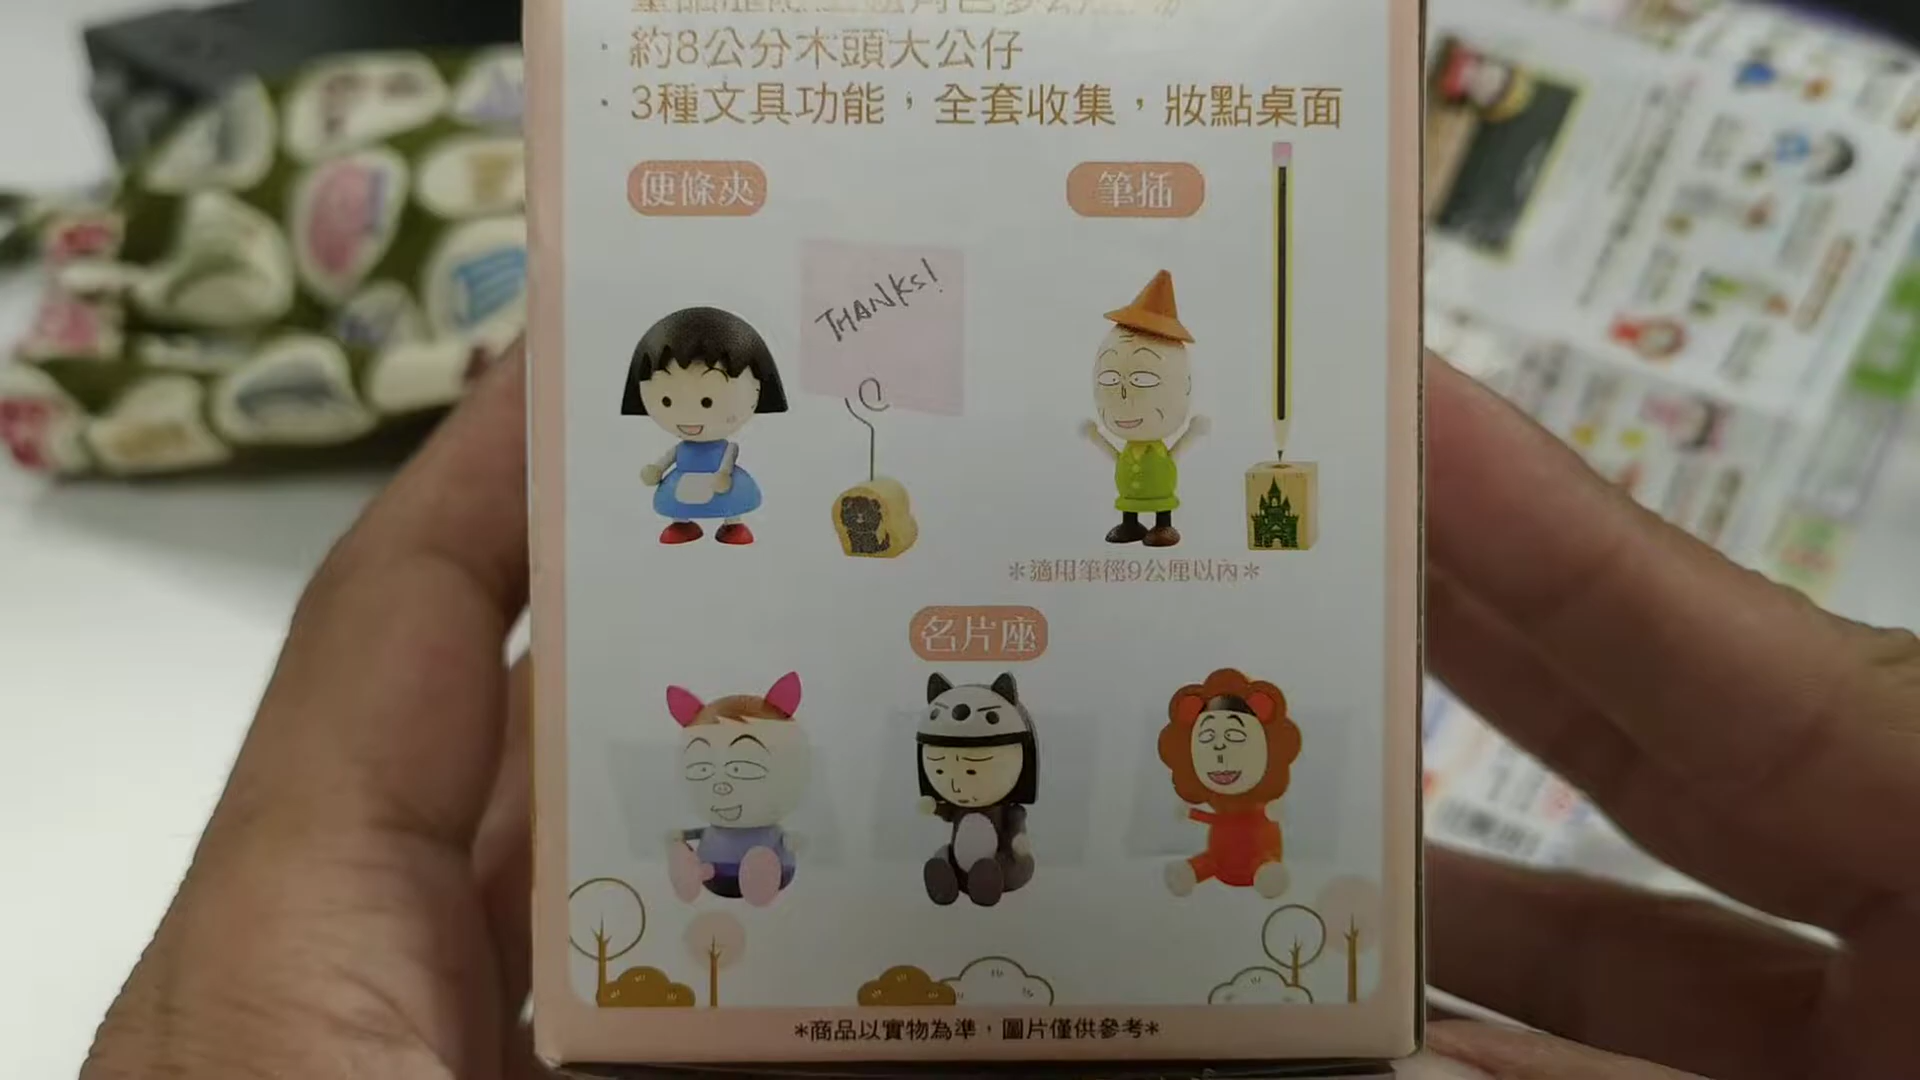 · 約8公分木頭大公仔
· 3種文具功能，全套收集，妝點桌面
便條夾
筆插
THANKS!
＊適用筆徑9公厘以內＊
名片座
＊商品以實物為準，圖片僅供參考＊